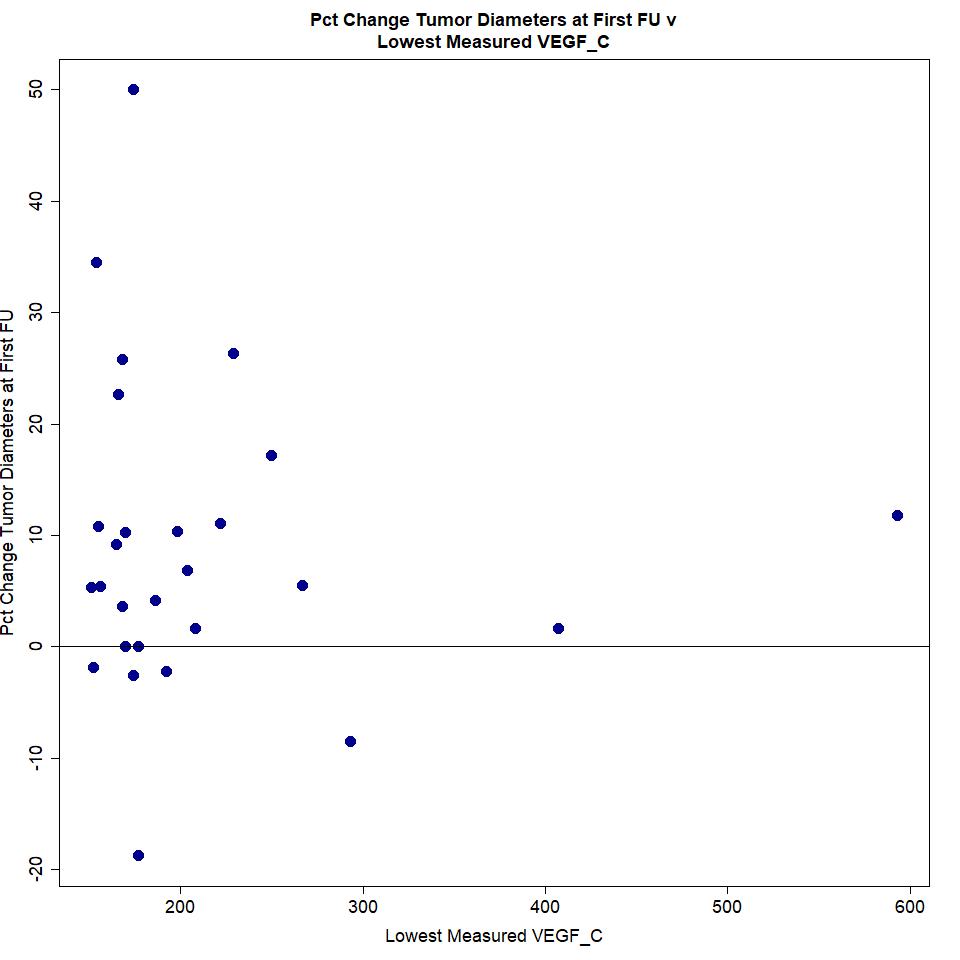 Pct Change Tumor Diameters at First FU v
Lowest Measured VEGF_C
Pct Change Tumor Diameters at First FU
50
40
30
20
10
0
-10
-20
200 300 400 500 600
Lowest Measured VEGF_C